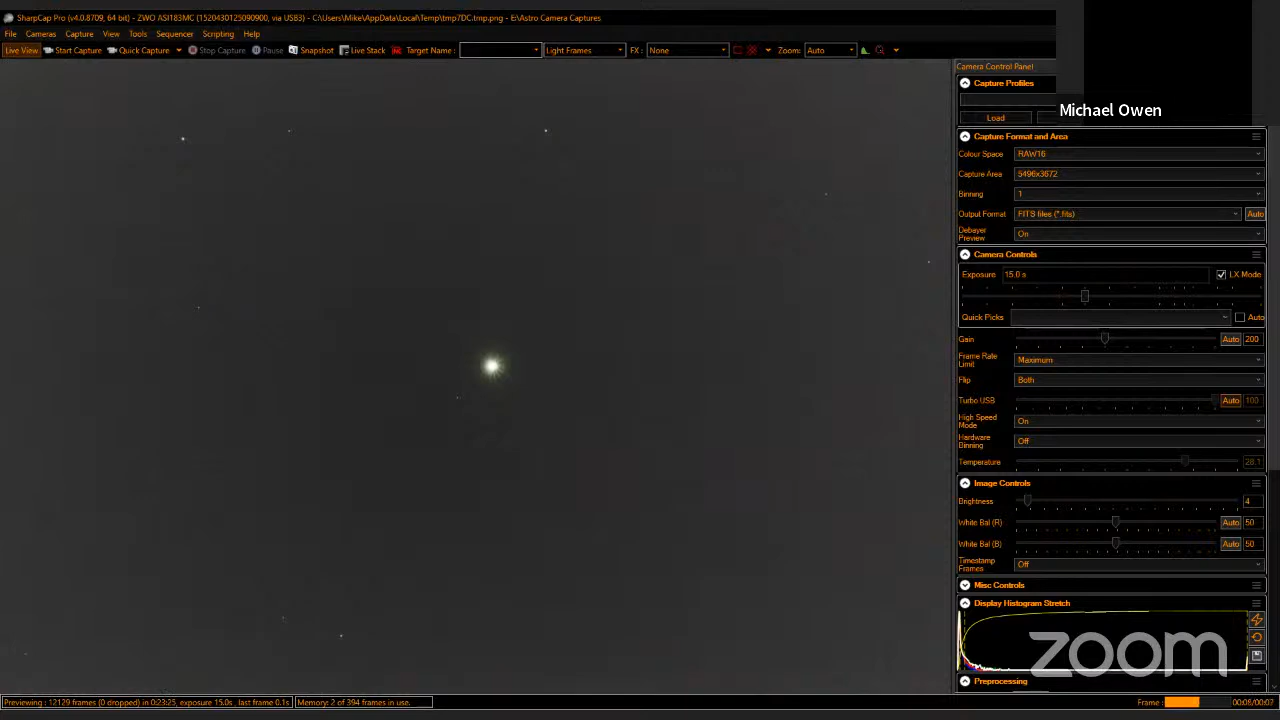 SharpCap Pro (v4.0.8709, 64 bit) - ZWO ASI183MC (1520430125090900, via USB3) - C:\Users\Mike\AppData\Local\Temp\tmp7DC.tmp.png - E:\Astro Camera Captures
File Cameras Capture View Tools Sequencer Scripting Help
Live View Start Capture Quick Capture Stop Capture Pause Snapshot Live Stack Target Name : Light Frames FX : None Zoom: Auto
Camera Control Panel
Capture Profiles
Michael Owen
Load
Capture Format and Area
Colour Space RAW16
Capture Area 5496x3672
Binning 1
Output Format FITS files (*.fits) Auto
Debayer Preview On
Camera Controls
Exposure 15.0 s LX Mode
Quick Picks Auto
Gain Auto 200
Frame Rate Limit Maximum
Flip Both
Turbo USB Auto 100
High Speed Mode On
Hardware Binning Off
Temperature 28.1
Image Controls
Brightness 4
White Bal (R) Auto 50
White Bal (B) Auto 50
Timestamp Frames Off
Misc Controls
Display Histogram Stretch
zoom
Preprocessing
Previewing : 12129 frames (0 dropped) in 0:23:25, exposure 15.0s , last frame 0.1s Memory: 2 of 394 frames in use. Frame : 00:08/00:07